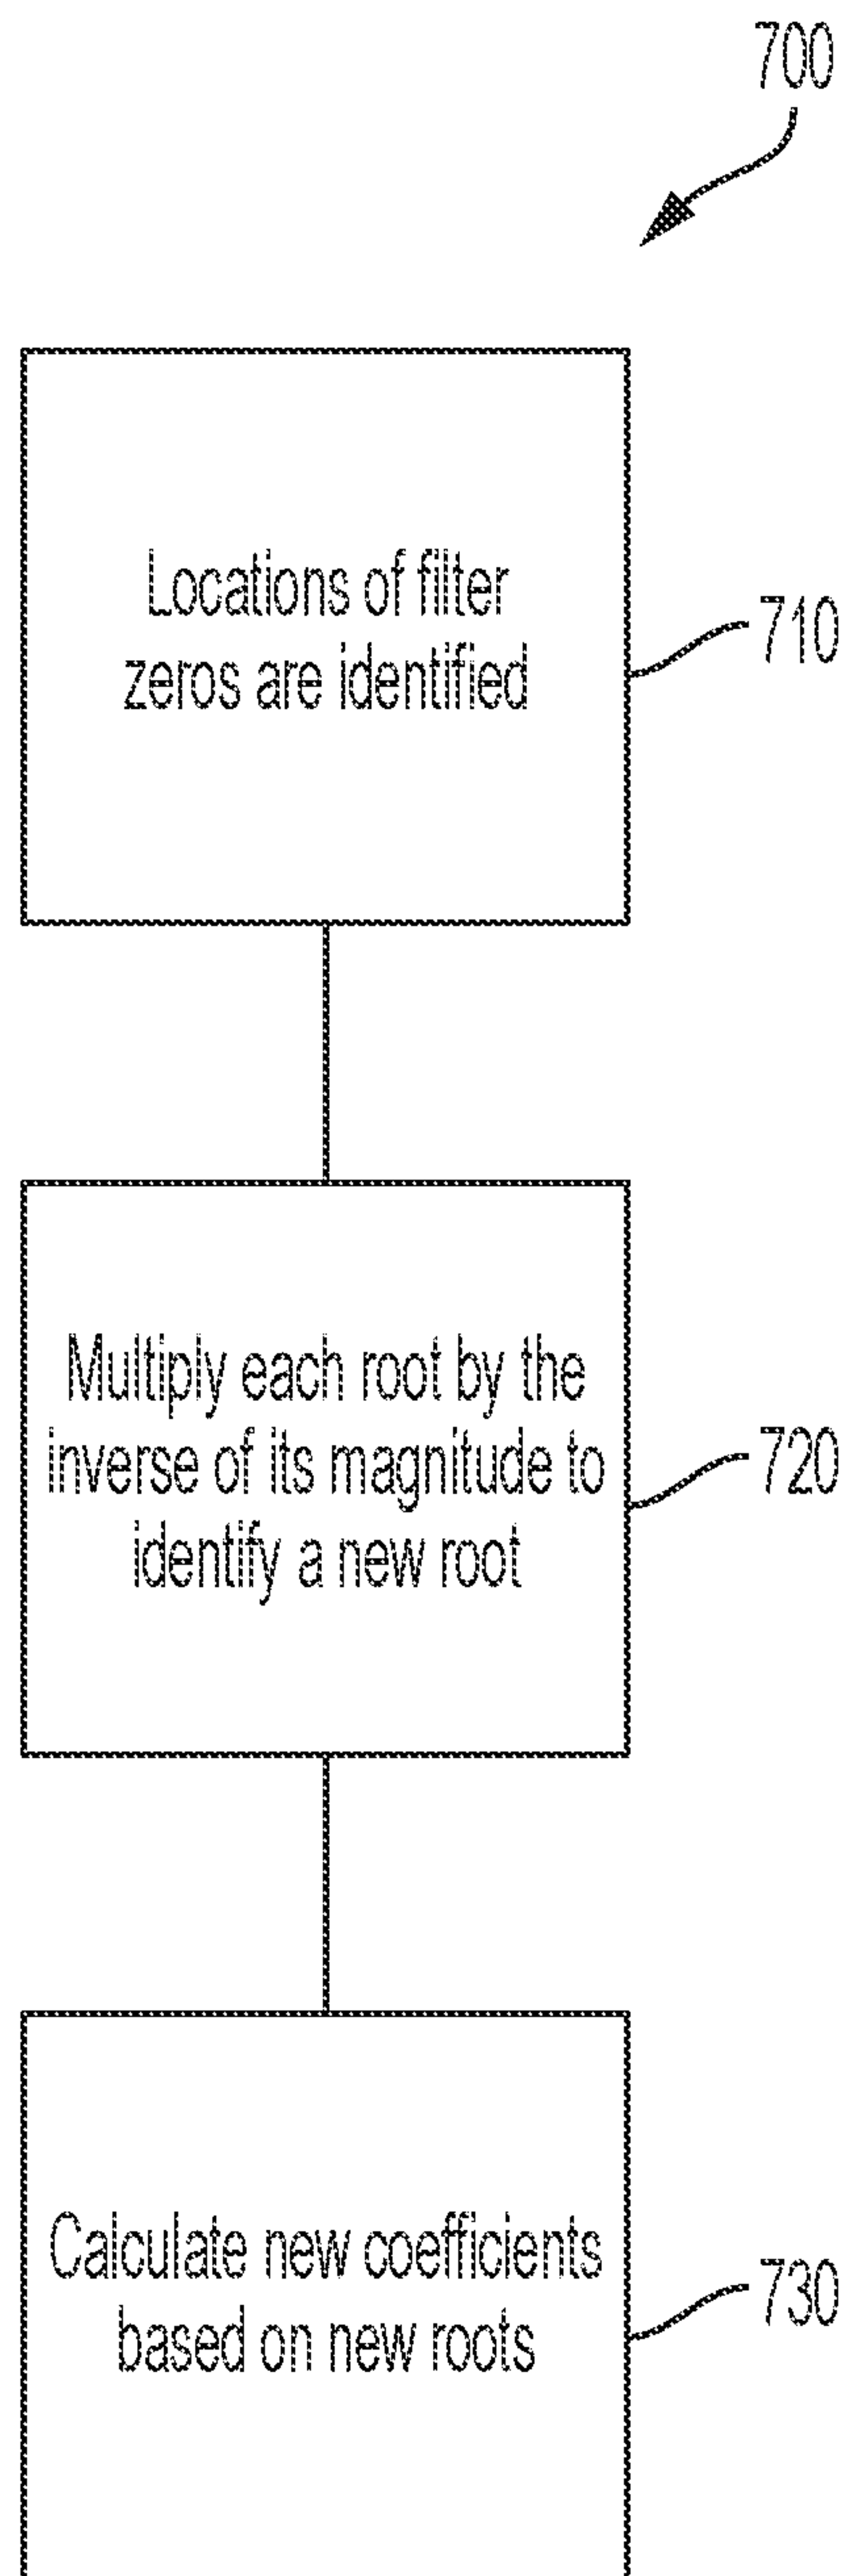 700
Locations of filter
zeros are identified
710
Multiply each root by the
inverse of its magnitude to
identify a new root
720
Calculate new coefficients
based on new roots
730